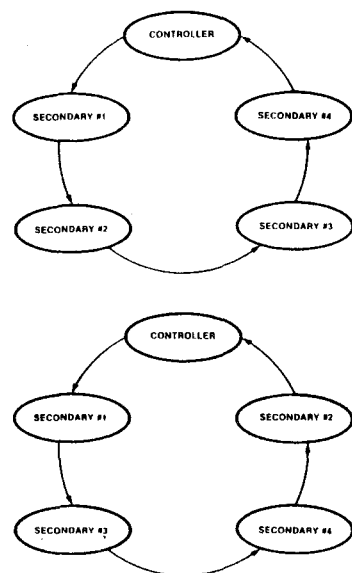 CONTROLLER
SECONDARY #1
SECONDARY #4
SECONDARY #2
SECONDARY #3
CONTROLLER
SECONDARY #1
SECONDARY #2
SECONDARY #3
SECONDARY #4